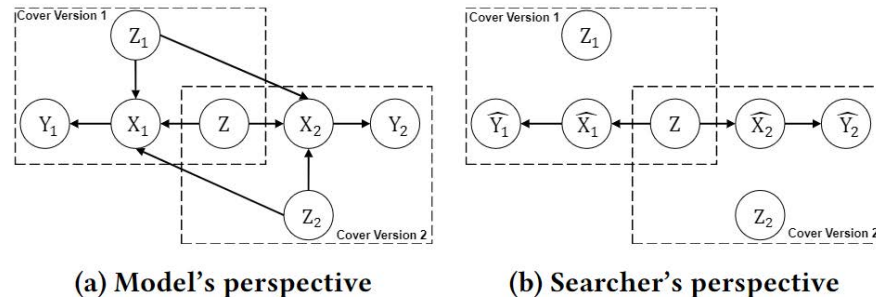 Cover Version 1
Z₁
Y₁ X₁ Z X₂ Y₂
Z₂
Cover Version 2
(a) Model's perspective
Cover Version 1
Z₁
Ŷ₁ X̂₁ Z X̂₂ Ŷ₂
Z₂
Cover Version 2
(b) Searcher's perspective